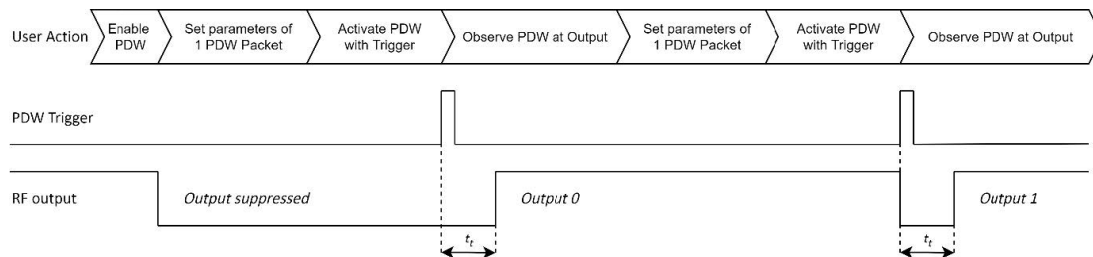 User Action
Enable
PDW
Set parameters of
1 PDW Packet
Activate PDW
with Trigger
Observe PDW at Output
Set parameters of
1 PDW Packet
Activate PDW
with Trigger
Observe PDW at Output
PDW Trigger
RF output
Output suppressed
Output 0
Output 1
tt
tt